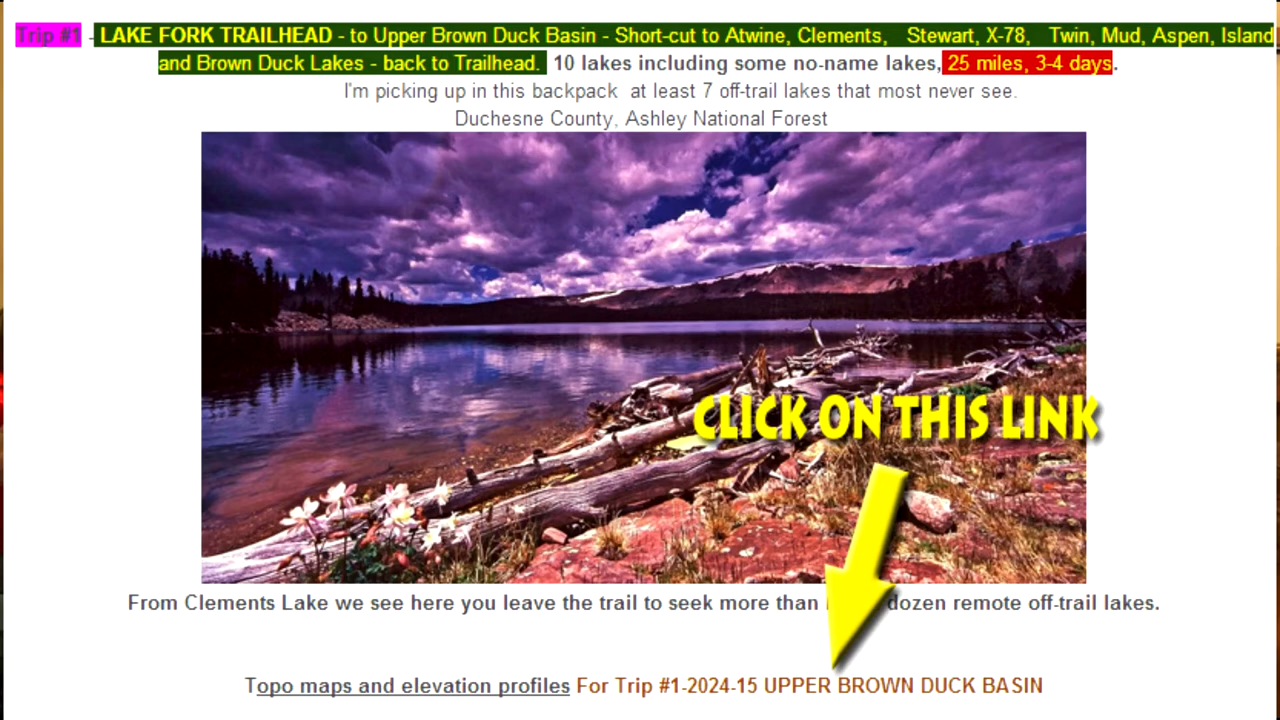 Trip #1 - LAKE FORK TRAILHEAD - to Upper Brown Duck Basin - Short-cut to Atwine, Clements, Stewart, X-78, Twin, Mud, Aspen, Island
and Brown Duck Lakes - back to Trailhead. 10 lakes including some no-name lakes, 25 miles, 3-4 days.
I'm picking up in this backpack at least 7 off-trail lakes that most never see.
Duchesne County, Ashley National Forest
CLICK ON THIS LINK
From Clements Lake we see here you leave the trail to seek more than dozen remote off-trail lakes.
Topo maps and elevation profiles For Trip #1-2024-15 UPPER BROWN DUCK BASIN